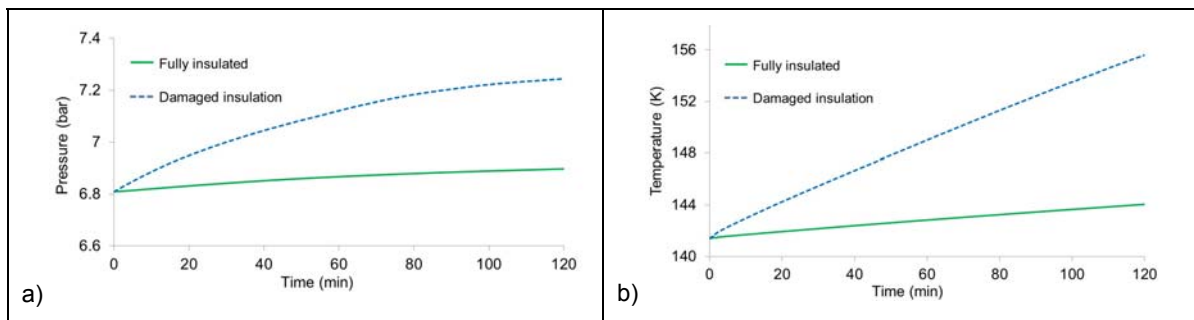 7.4
7.2
7
6.8
6.6
Pressure (bar)
Fully insulated
Damaged insulation
0 20 40 60 80 100 120
Time (min)
a)
156
152
148
144
140
Temperature (K)
Fully insulated
Damaged insulation
0 20 40 60 80 100 120
Time (min)
b)